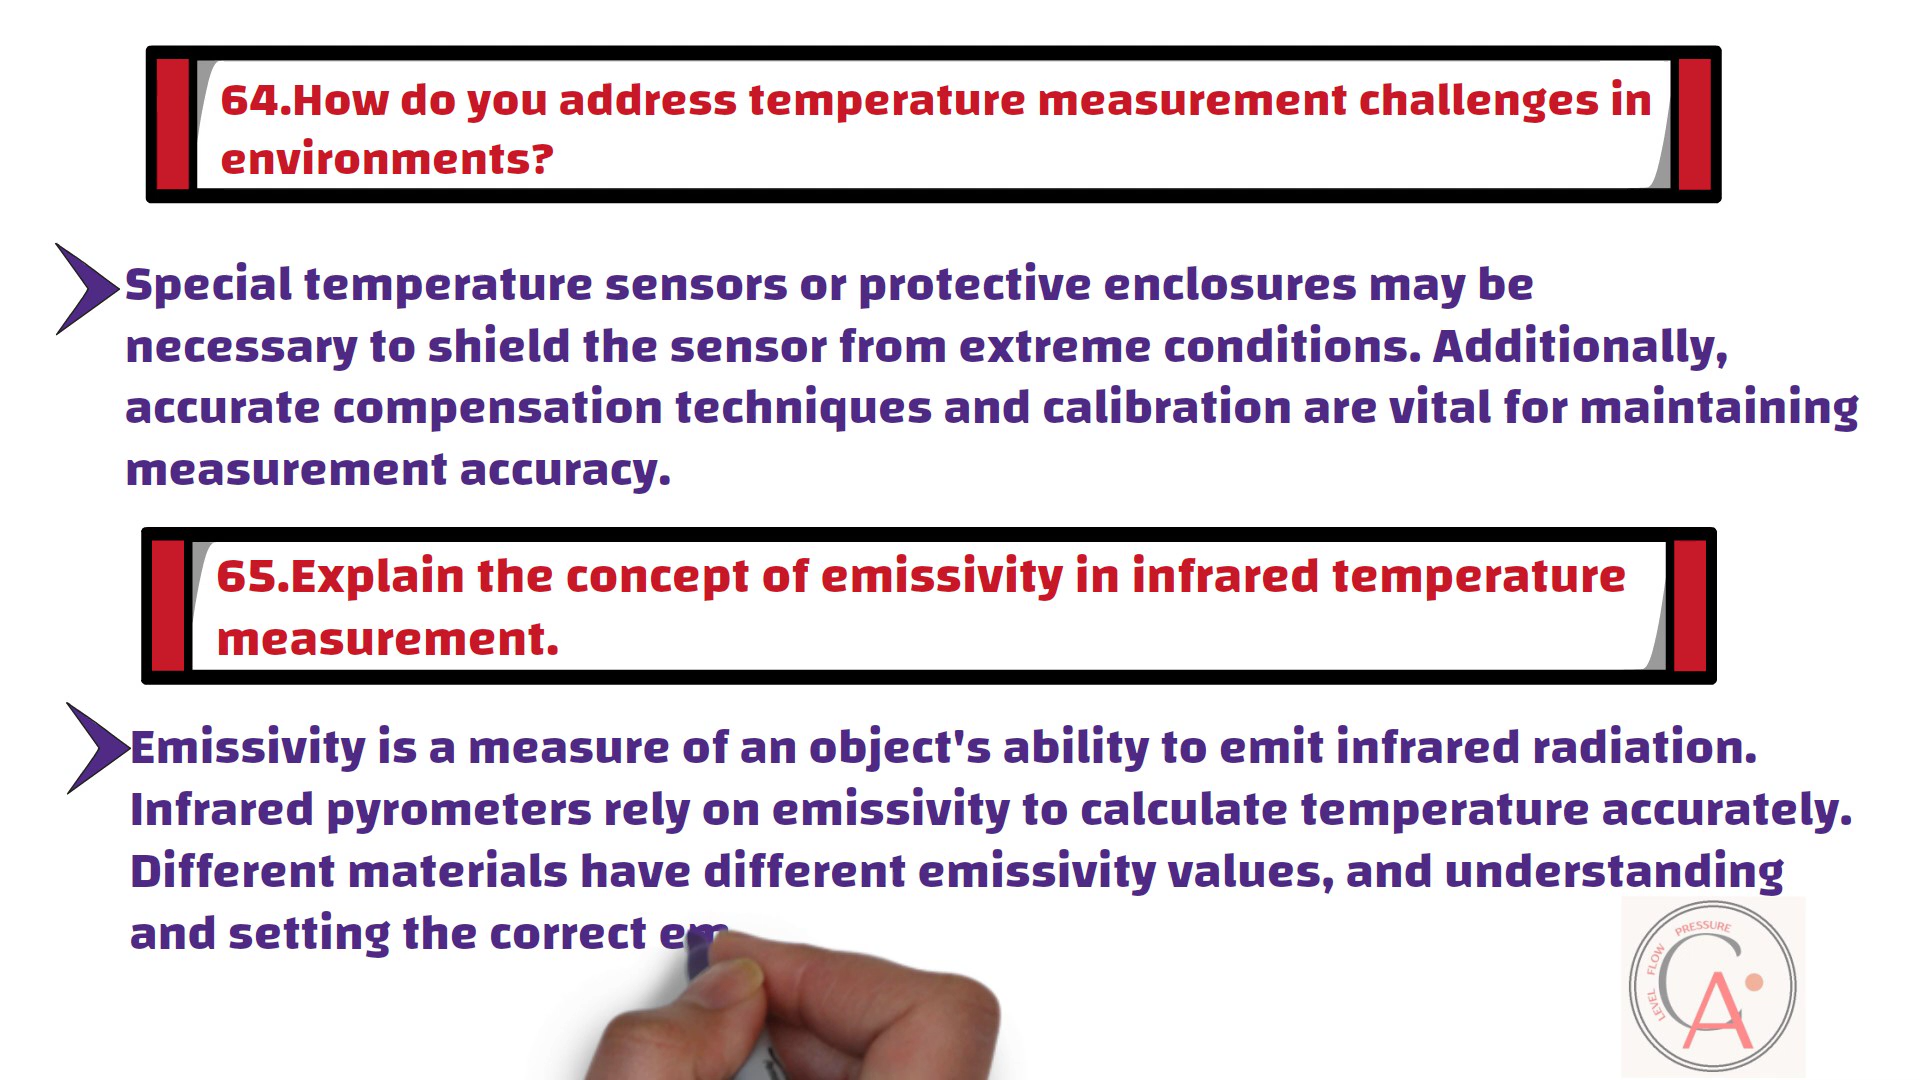 64.How do you address temperature measurement challenges in
environments?
Special temperature sensors or protective enclosures may be
necessary to shield the sensor from extreme conditions. Additionally,
accurate compensation techniques and calibration are vital for maintaining
measurement accuracy.
65.Explain the concept of emissivity in infrared temperature
measurement.
Emissivity is a measure of an object's ability to emit infrared radiation.
Infrared pyrometers rely on emissivity to calculate temperature accurately.
Different materials have different emissivity values, and understanding
and setting the correct em
LEVEL FLOW PRESSURE
CA